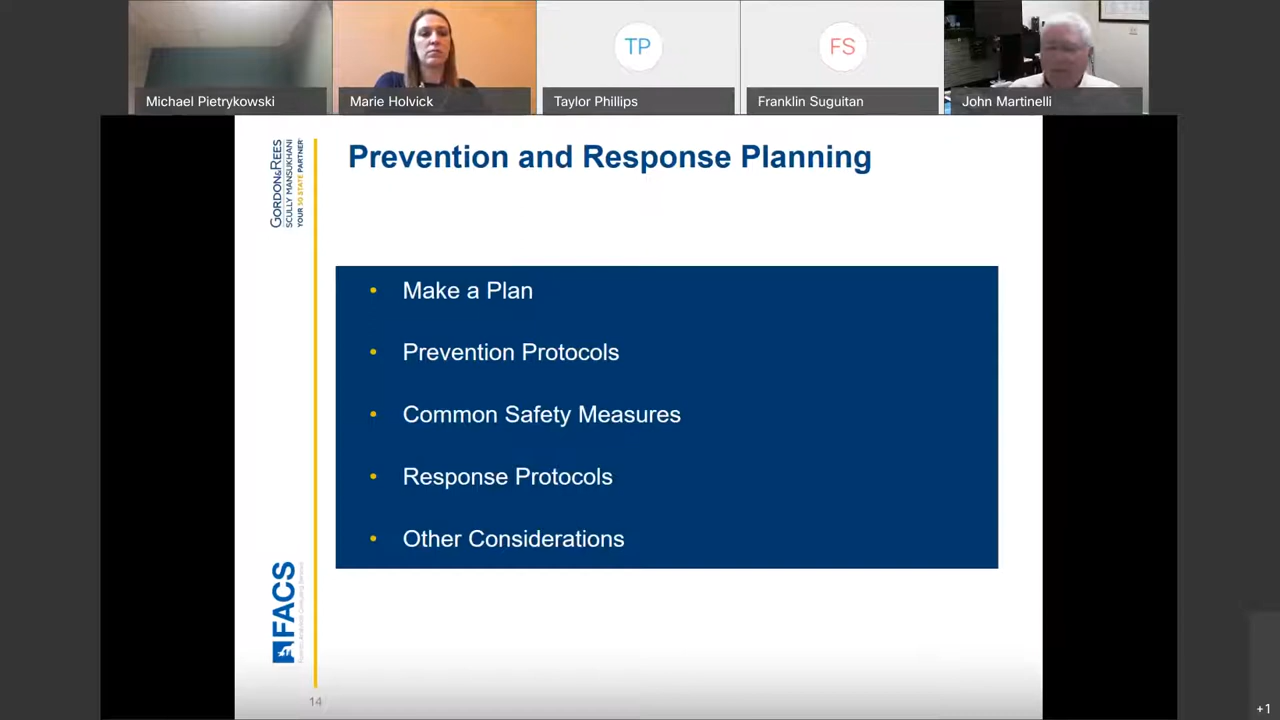 TP
FS
Michael Pietrykowski
Marie Holvick
Taylor Phillips
Franklin Suguitan
John Martinelli
Prevention and Response Planning
GORDON&REES
SCULLY MANSUKHANI
YOUR 50 STATE PARTNER®
• Make a Plan
• Prevention Protocols
• Common Safety Measures
• Response Protocols
• Other Considerations
FACS
14
+1